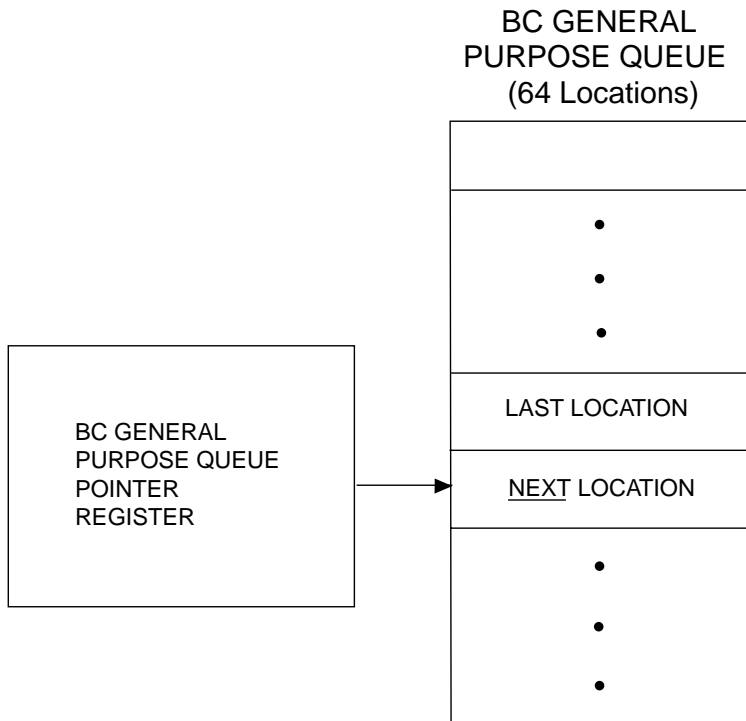 BC GENERAL
PURPOSE QUEUE
(64 Locations)
LAST LOCATION
BC GENERAL
PURPOSE QUEUE
POINTER
REGISTER
NEXT LOCATION